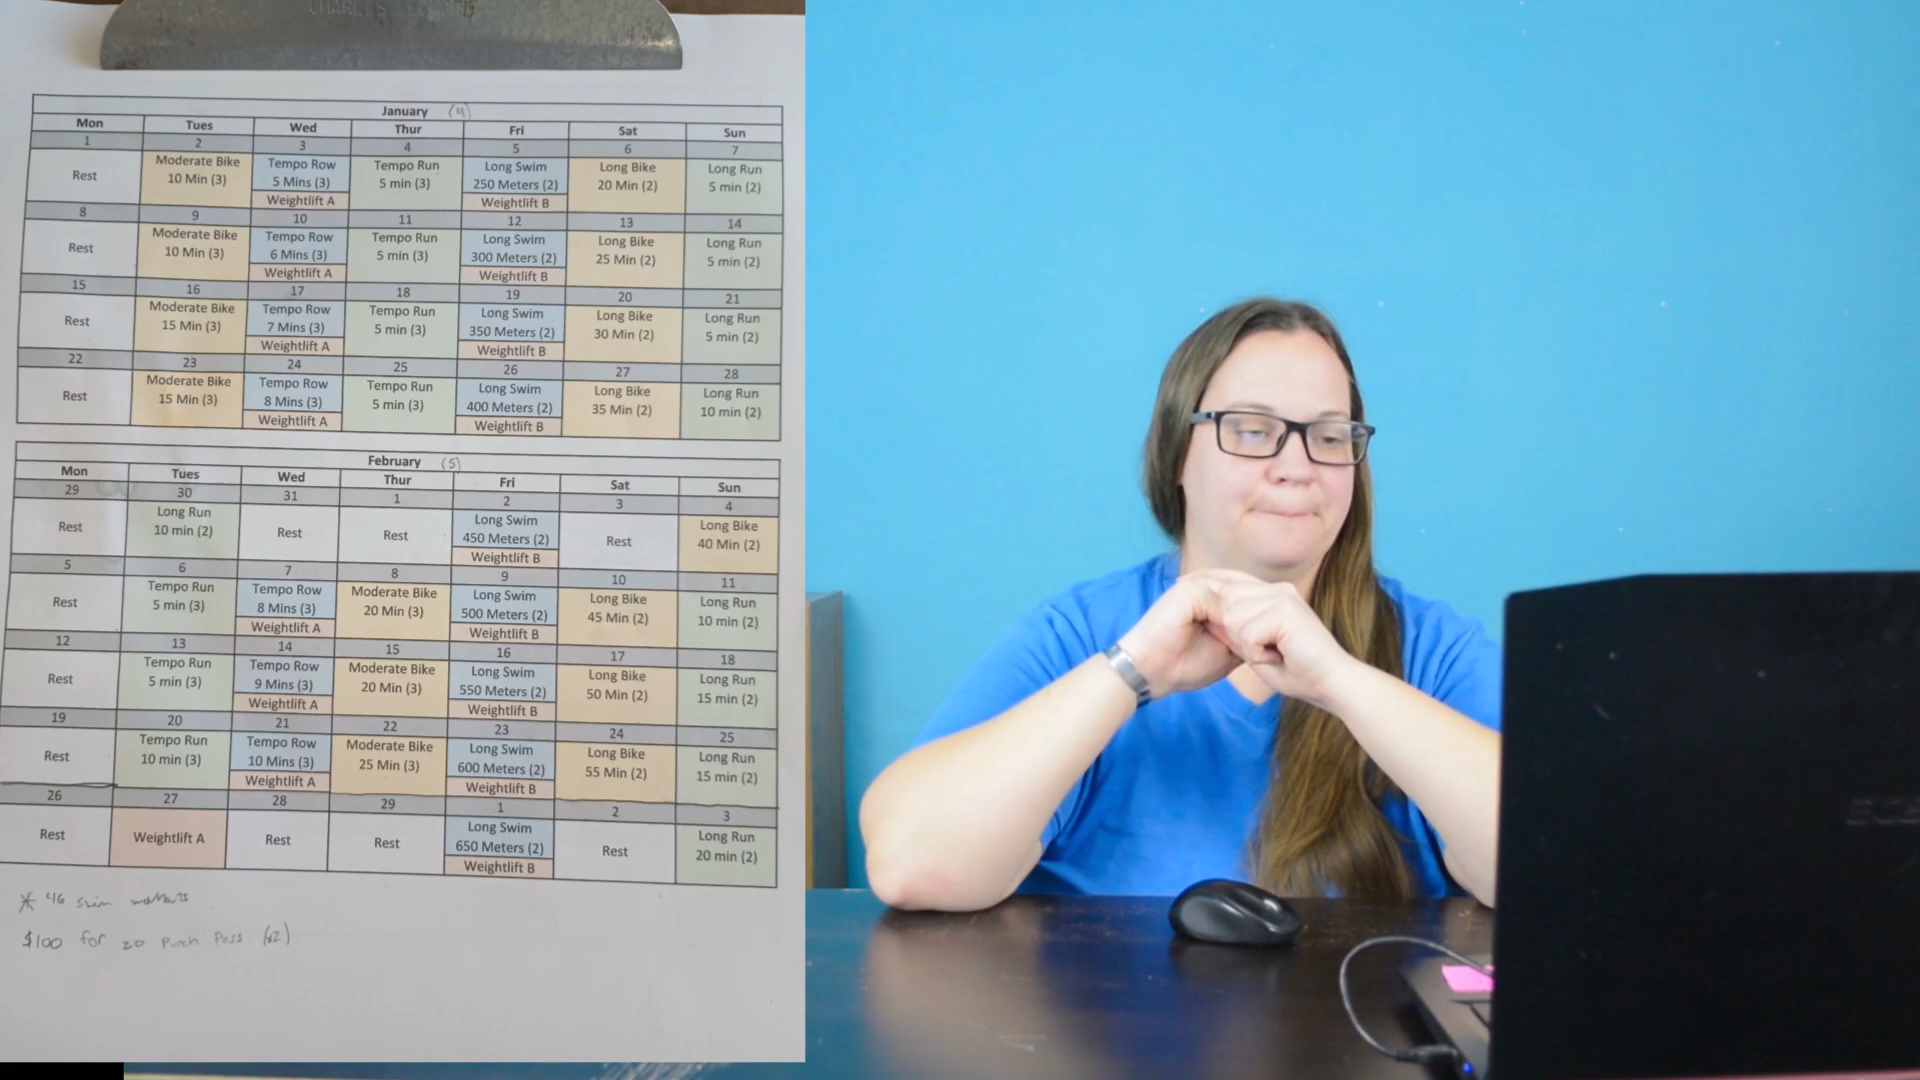 CHARLES LEONARD
January (4)
Mon Tues Wed Thur Fri Sat Sun
1 2 3 4 5 6 7
Rest
Moderate Bike
10 Min (3)
Tempo Row
5 Mins (3)
Weightlift A
Tempo Run
5 min (3)
Long Swim
250 Meters (2)
Weightlift B
Long Bike
20 Min (2)
Long Run
5 min (2)
8 9 10 11 12 13 14
Rest
Moderate Bike
10 Min (3)
Tempo Row
6 Mins (3)
Weightlift A
Tempo Run
5 min (3)
Long Swim
300 Meters (2)
Weightlift B
Long Bike
25 Min (2)
Long Run
5 min (2)
15 16 17 18 19 20 21
Rest
Moderate Bike
15 Min (3)
Tempo Row
7 Mins (3)
Weightlift A
Tempo Run
5 min (3)
Long Swim
350 Meters (2)
Weightlift B
Long Bike
30 Min (2)
Long Run
5 min (2)
22 23 24 25 26 27 28
Rest
Moderate Bike
15 Min (3)
Tempo Row
8 Mins (3)
Weightlift A
Tempo Run
5 min (3)
Long Swim
400 Meters (2)
Weightlift B
Long Bike
35 Min (2)
Long Run
10 min (2)
February (5)
Mon Tues Wed Thur Fri Sat Sun
29 30 31 1 2 3 4
Rest
Long Run
10 min (2)
Rest
Rest
Long Swim
450 Meters (2)
Weightlift B
Rest
Long Bike
40 Min (2)
5 6 7 8 9 10 11
Rest
Tempo Run
5 min (3)
Tempo Row
8 Mins (3)
Weightlift A
Moderate Bike
20 Min (3)
Long Swim
500 Meters (2)
Weightlift B
Long Bike
45 Min (2)
Long Run
10 min (2)
12 13 14 15 16 17 18
Rest
Tempo Run
5 min (3)
Tempo Row
9 Mins (3)
Weightlift A
Moderate Bike
20 Min (3)
Long Swim
550 Meters (2)
Weightlift B
Long Bike
50 Min (2)
Long Run
15 min (2)
19 20 21 22 23 24 25
Rest
Tempo Run
10 min (3)
Tempo Row
10 Mins (3)
Weightlift A
Moderate Bike
25 Min (3)
Long Swim
600 Meters (2)
Weightlift B
Long Bike
55 Min (2)
Long Run
15 min (2)
26 27 28 29 1 2 3
Rest
Weightlift A
Rest
Rest
Long Swim
650 Meters (2)
Weightlift B
Rest
Long Run
20 min (2)
* 46 swim workouts
$100 for 20 Punch Pass (x2)
acer